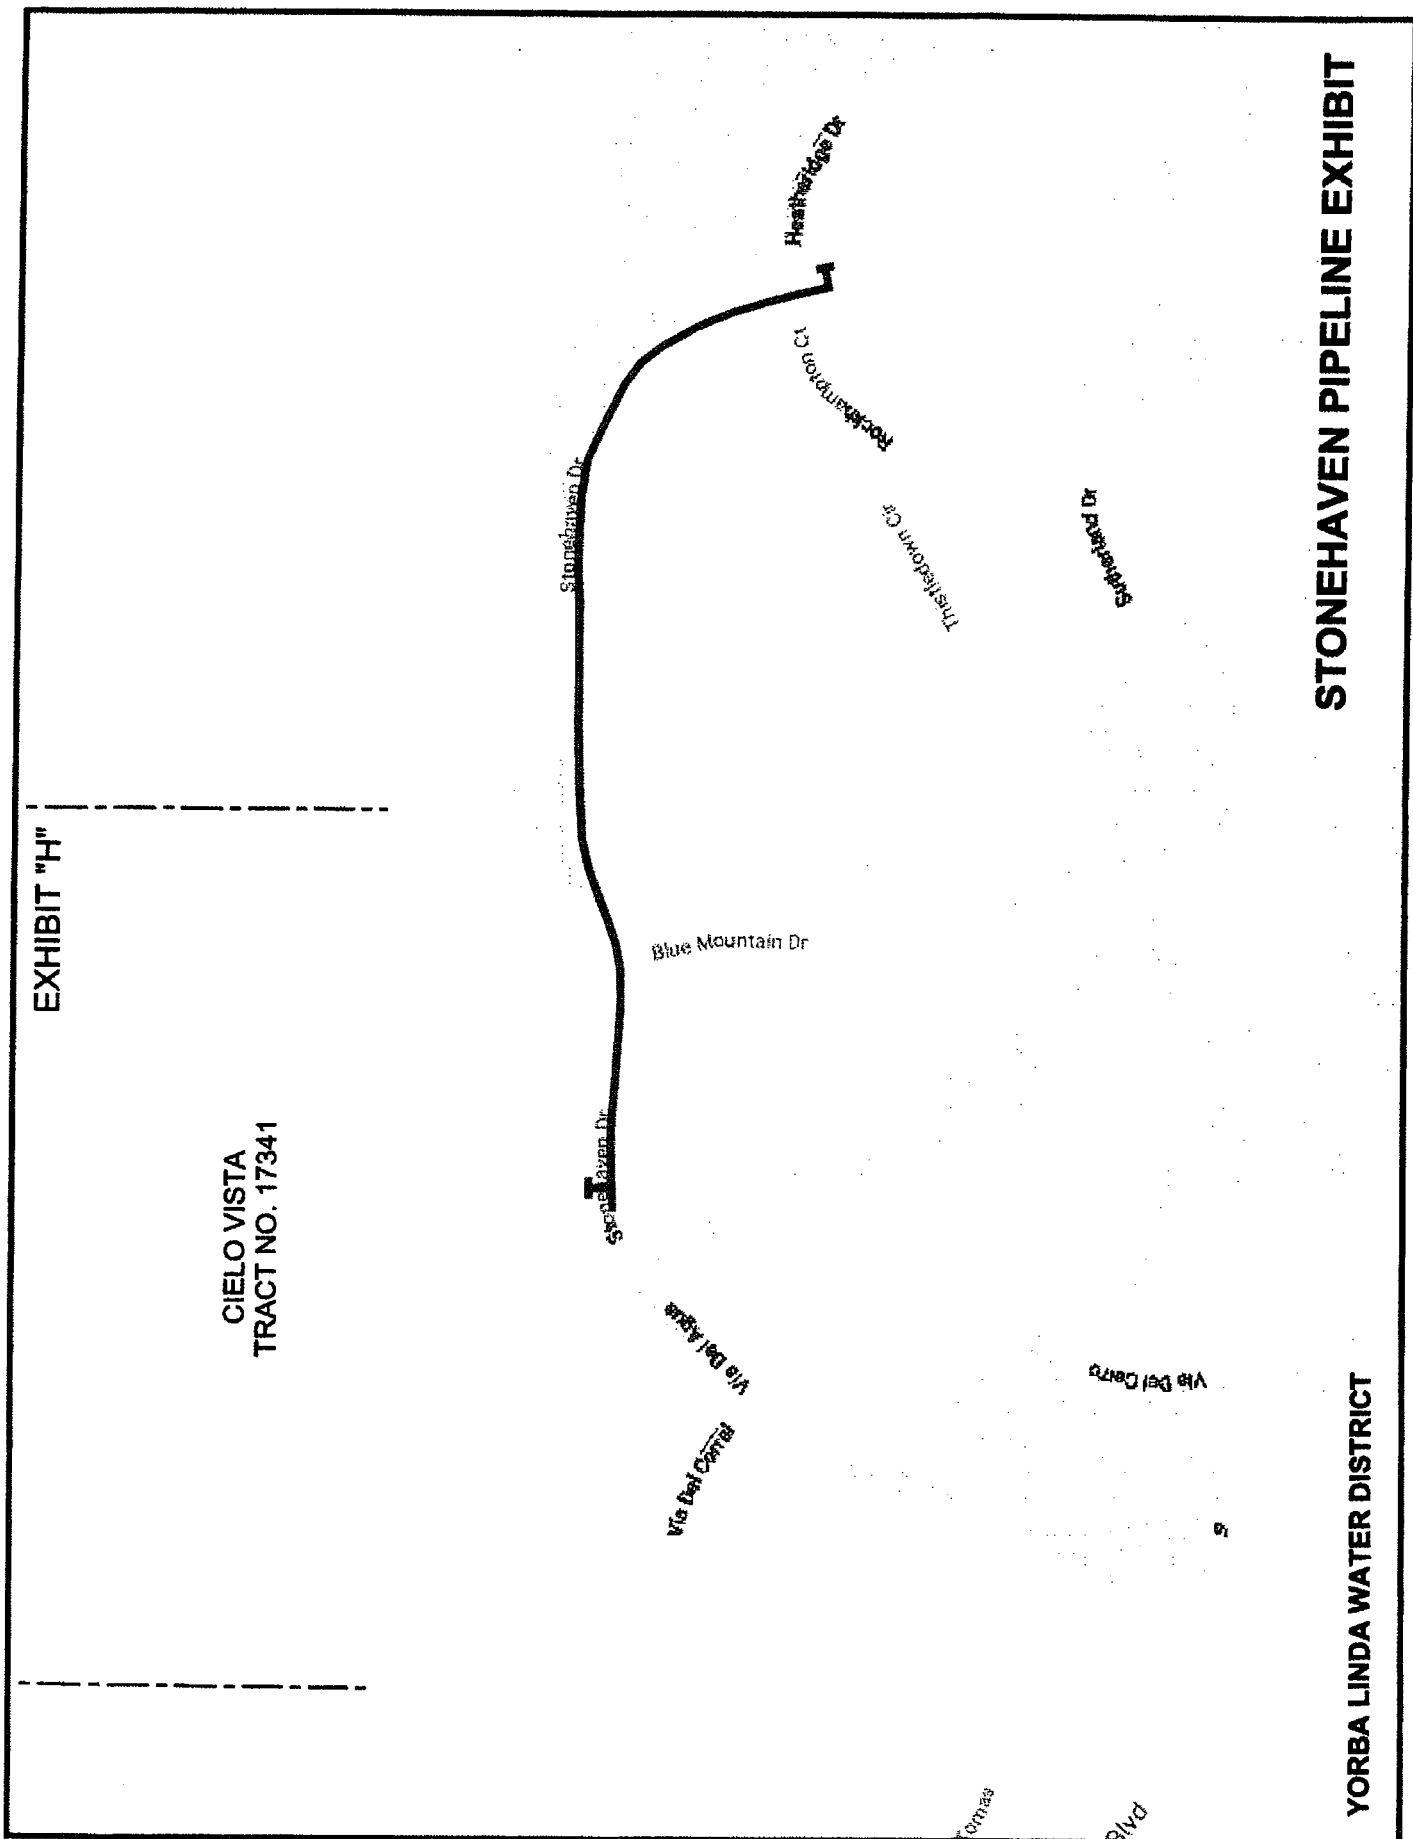 EXHIBIT "H"
CIELO VISTA
TRACT NO. 17341
Stonehaven Dr
Stonehaven Dr
Heatheridge Dr
Rockhampton Ct
Thistledown Cir
Sutherland Dr
Blue Mountain Dr
Via Del Agua
Via Del Corral
Via Del Cerro
Blvd
YORBA LINDA WATER DISTRICT
STONEHAVEN PIPELINE EXHIBIT